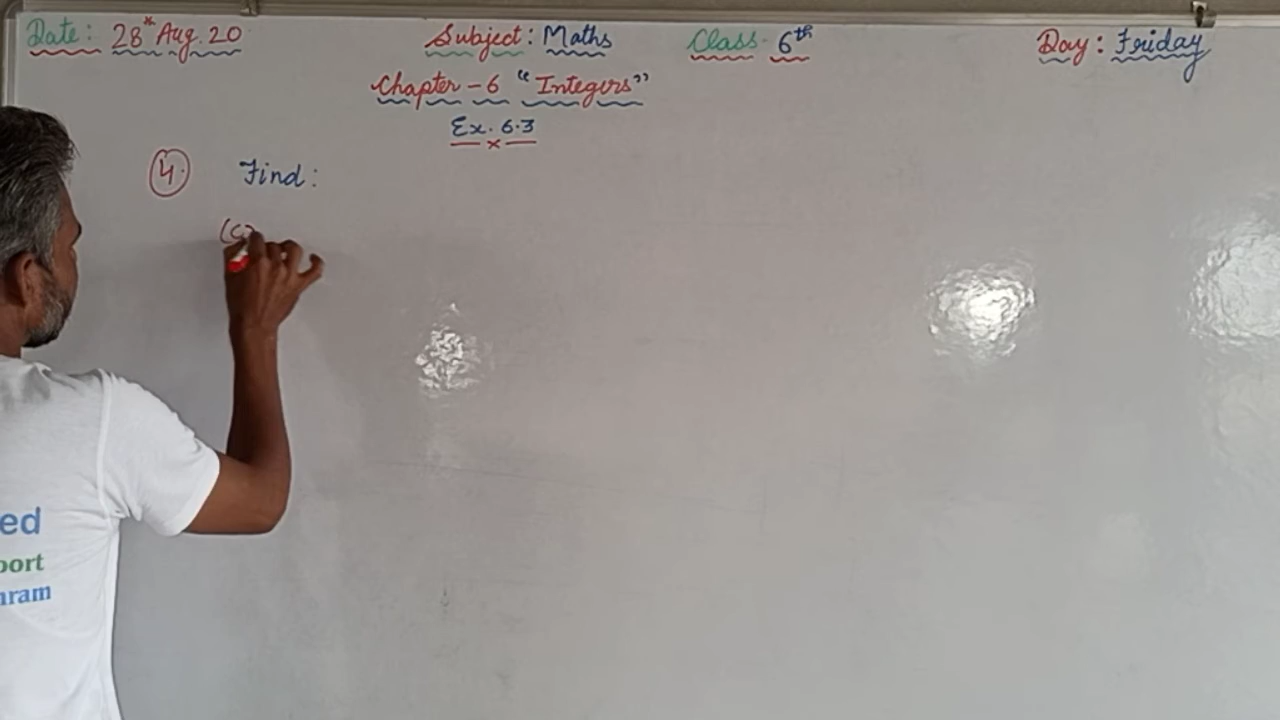 Date: 28th Aug. 20 Subject: Maths Class- 6th Day: Friday
Chapter-6 "Integers"
Ex. 6.3
4. Find:
(c)
ed
port
aram